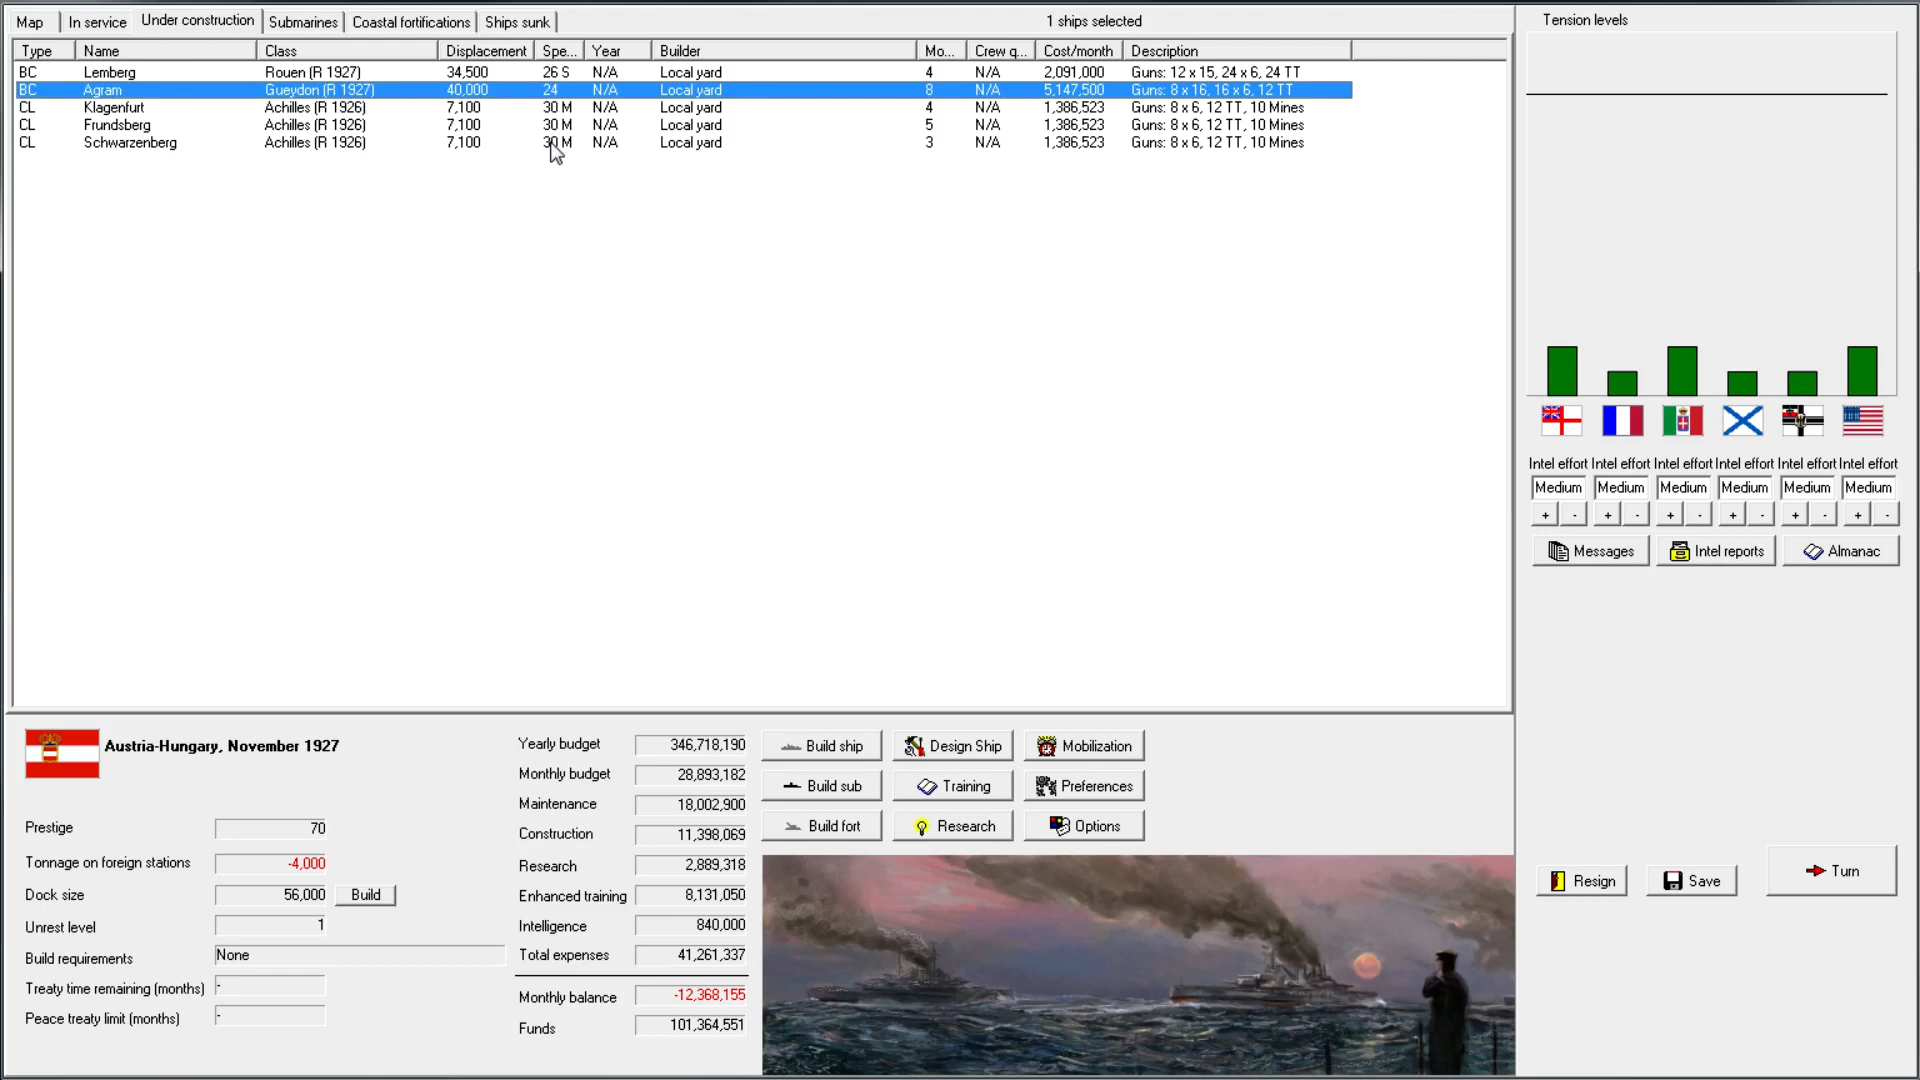 Map In service Under construction Submarines Coastal fortifications Ships sunk 1 ships selected Tension levels
Type Name Class Displacement Spe... Year Builder Mo... Crew q... Cost/month Description
BC Lemberg Rouen (R 1927) 34,500 26 S N/A Local yard 4 N/A 2,091,000 Guns: 12 x 15, 24 x 6, 24 TT
BC Agram Gueydon (R 1927) 40,000 24 N/A Local yard 8 N/A 5,147,500 Guns: 8 x 16, 16 x 6, 12 TT
CL Klagenfurt Achilles (R 1926) 7,100 30 M N/A Local yard 4 N/A 1,386,523 Guns: 8 x 6, 12 TT, 10 Mines
CL Frundsberg Achilles (R 1926) 7,100 30 M N/A Local yard 5 N/A 1,386,523 Guns: 8 x 6, 12 TT, 10 Mines
CL Schwarzenberg Achilles (R 1926) 7,100 30 M N/A Local yard 3 N/A 1,386,523 Guns: 8 x 6, 12 TT, 10 Mines
Intel effort Intel effort Intel effort Intel effort Intel effort Intel effort
Medium Medium Medium Medium Medium Medium
+ - + - + - + - + - + -
Messages Intel reports Almanac
Austria-Hungary, November 1927
Prestige 70
Tonnage on foreign stations -4,000
Dock size 56,000 Build
Unrest level 1
Build requirements None
Treaty time remaining (months) -
Peace treaty limit (months) -
Yearly budget 346,718,190
Monthly budget 28,893,182
Maintenance 18,002,900
Construction 11,398,069
Research 2,889,318
Enhanced training 8,131,050
Intelligence 840,000
Total expenses 41,261,337
Monthly balance -12,368,155
Funds 101,364,551
Build ship Design Ship Mobilization
Build sub Training Preferences
Build fort Research Options
Resign Save Turn